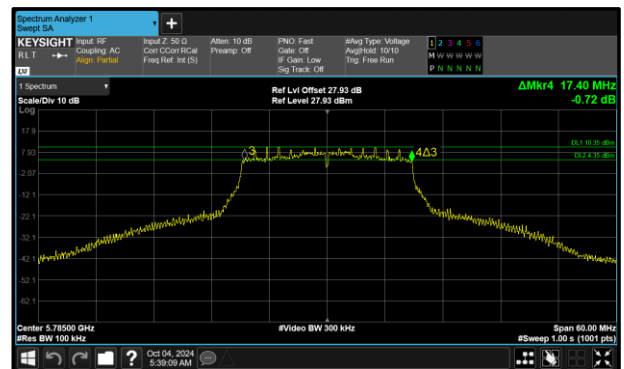 Spectrum Analyzer 1
Swept SA
KEYSIGHT
RLT
Input: RF
Coupling: AC
Align: Partial
Input Z: 50 Ω
Corr CCorr RCal
Freq Ref: Int (S)
Atten: 10 dB
Preamp: Off
PNO: Fast
Gate: Off
IF Gain: Low
Sig Track: Off
#Avg Type: Voltage
Avg|Hold: 10/10
Trig: Free Run
1 2 3 4 5 6
M W W W W W
P N N N N N
1 Spectrum
Scale/Div 10 dB
Ref Lvl Offset 27.93 dB
Ref Level 27.93 dBm
ΔMkr4 17.40 MHz
-0.72 dB
Log
17.9
7.93
-2.07
-12.1
-22.1
-32.1
-42.1
-52.1
-62.1
3
4Δ3
DL1 10.35 dBm
DL2 4.35 dBm
Center 5.78500 GHz
#Res BW 100 kHz
#Video BW 300 kHz
Span 60.00 MHz
#Sweep 1.00 s (1001 pts)
?
Oct 04, 2024
5:39:09 AM